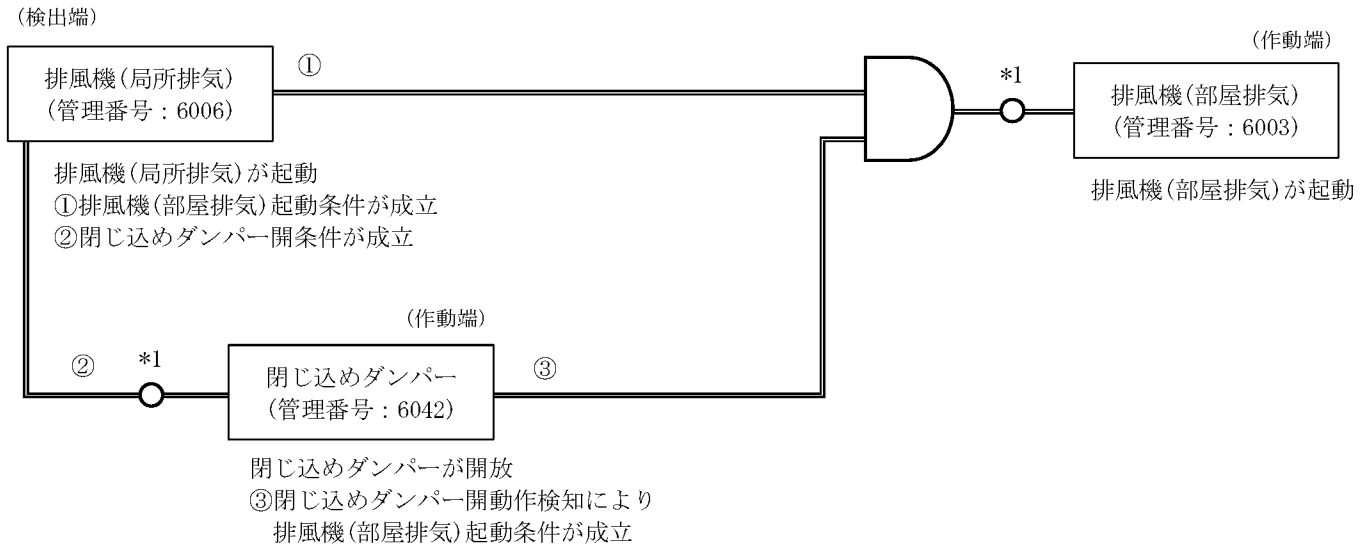 (検出端)
排風機(局所排気)
(管理番号:6006)
①
排風機(局所排気)が起動
①排風機(部屋排気)起動条件が成立
②閉じ込めダンパー開条件が成立
*1
(作動端)
排風機(部屋排気)
(管理番号:6003)
排風機(部屋排気)が起動
②
*1
(作動端)
閉じ込めダンパー
(管理番号:6042)
③
閉じ込めダンパーが開放
③閉じ込めダンパー開動作検知により
排風機(部屋排気)起動条件が成立